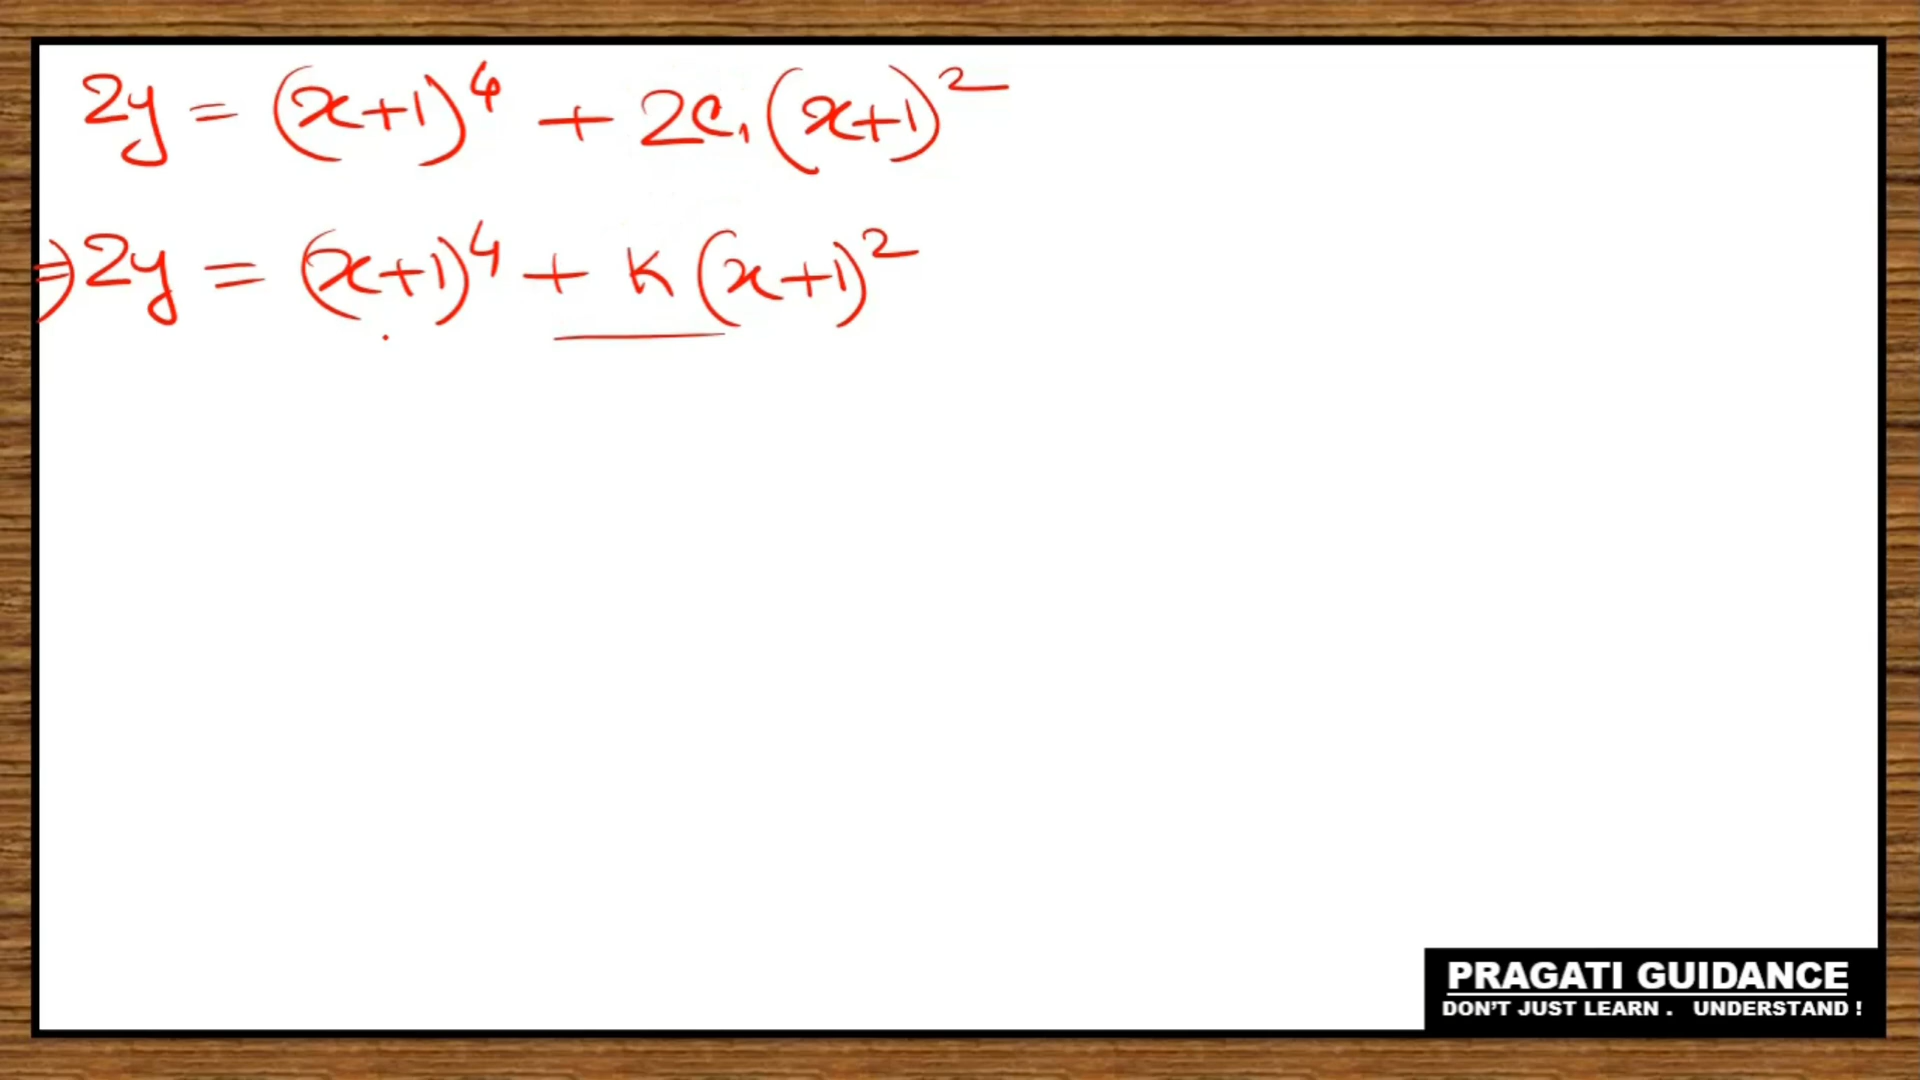 2y = (x+1)⁴ + 2c₁(x+1)²
⇒ 2y = (x+1)⁴ + K(x+1)²
PRAGATI GUIDANCE
DON'T JUST LEARN . UNDERSTAND !